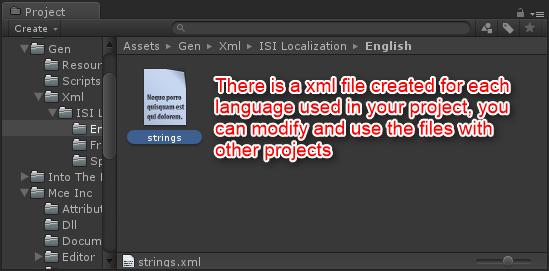 Project
Create
Assets ▸ Gen ▸ Xml ▸ ISI Localization ▸ English
Gen
Resour
Scripts
Xml
ISI L
En
Fr
Sp
Into The
Mce Inc
Attribut
Dll
Docum
Editor
Neque porro
quisquam est
qui dolorem.
strings
There is a xml file created for each
language used in your project, you
can modify and use the files with
other projects
strings.xml